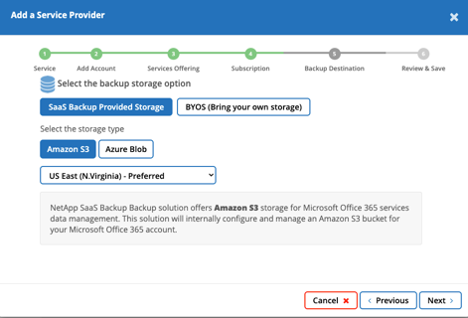 Add a Service Provider
×
1 2 3 4 5 6
Service Add Account Services Offering Subscription Backup Destination Review & Save
Select the backup storage option
SaaS Backup Provided Storage BYOS (Bring your own storage)
Select the storage type
Amazon S3 Azure Blob
US East (N.Virginia) - Preferred
NetApp SaaS Backup Backup solution offers Amazon S3 storage for Microsoft Office 365 services
data management. This solution will internally configure and manage an Amazon S3 bucket for
your Microsoft Office 365 account.
Cancel × < Previous Next >